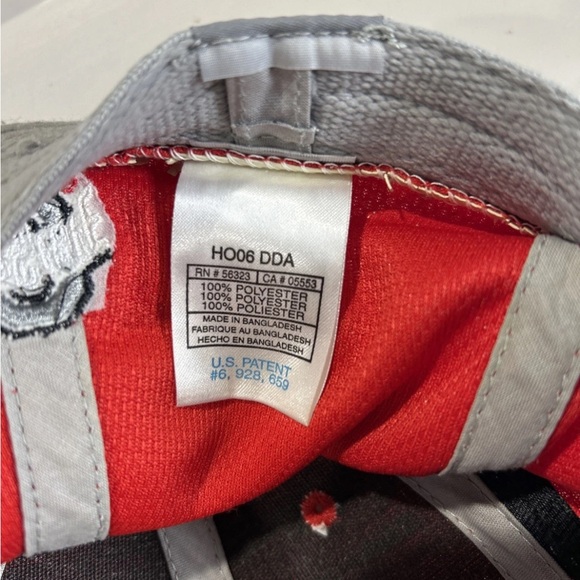 HO06 DDA
RN # 56323 CA # 05553
100% POLYESTER
100% POLYESTER
100% POLIESTER
MADE IN BANGLADESH
FABRIQUE AU BANGLADESH
HECHO EN BANGLADESH
U.S. PATENT
#6, 928, 659